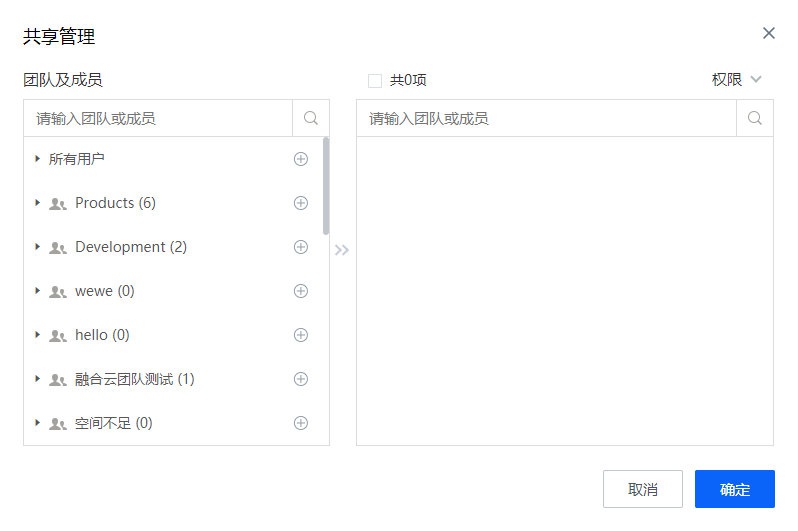 共享管理
团队及成员
共0项
权限
请输入团队或成员
请输入团队或成员
所有用户
Products (6)
Development (2)
wewe (0)
hello (0)
融合云团队测试 (1)
空间不足 (0)
取消
确定